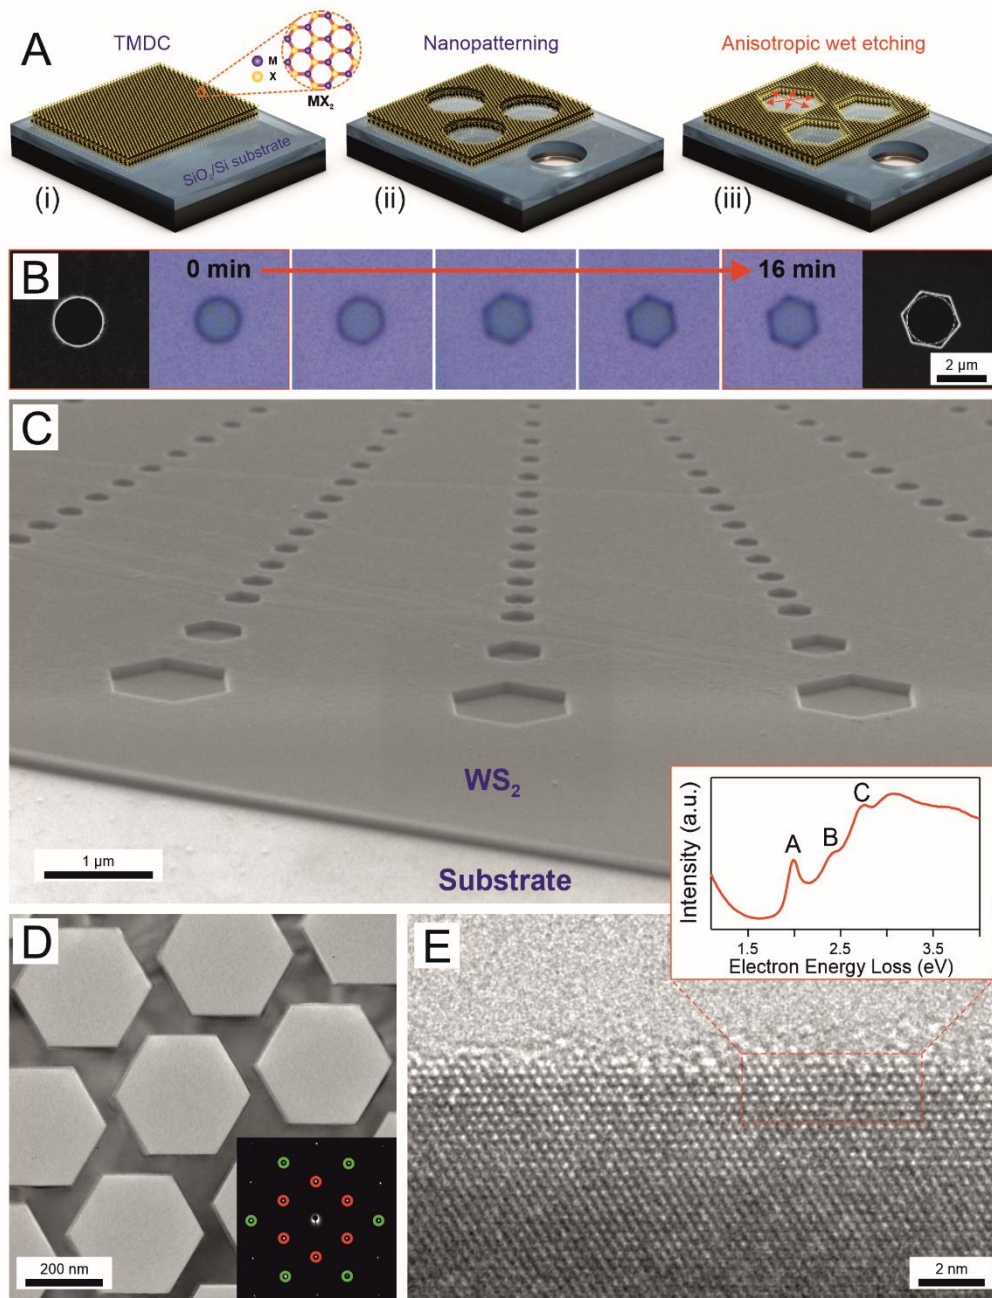 A
TMDC
M
X
MX₂
SiO₂/Si substrate
(i)
Nanopatterning
(ii)
Anisotropic wet etching
(iii)
B
0 min
16 min
2 µm
C
WS₂
Substrate
1 µm
Intensity (a.u.)
A
B
C
1.5
2.5
3.5
Electron Energy Loss (eV)
D
200 nm
E
2 nm